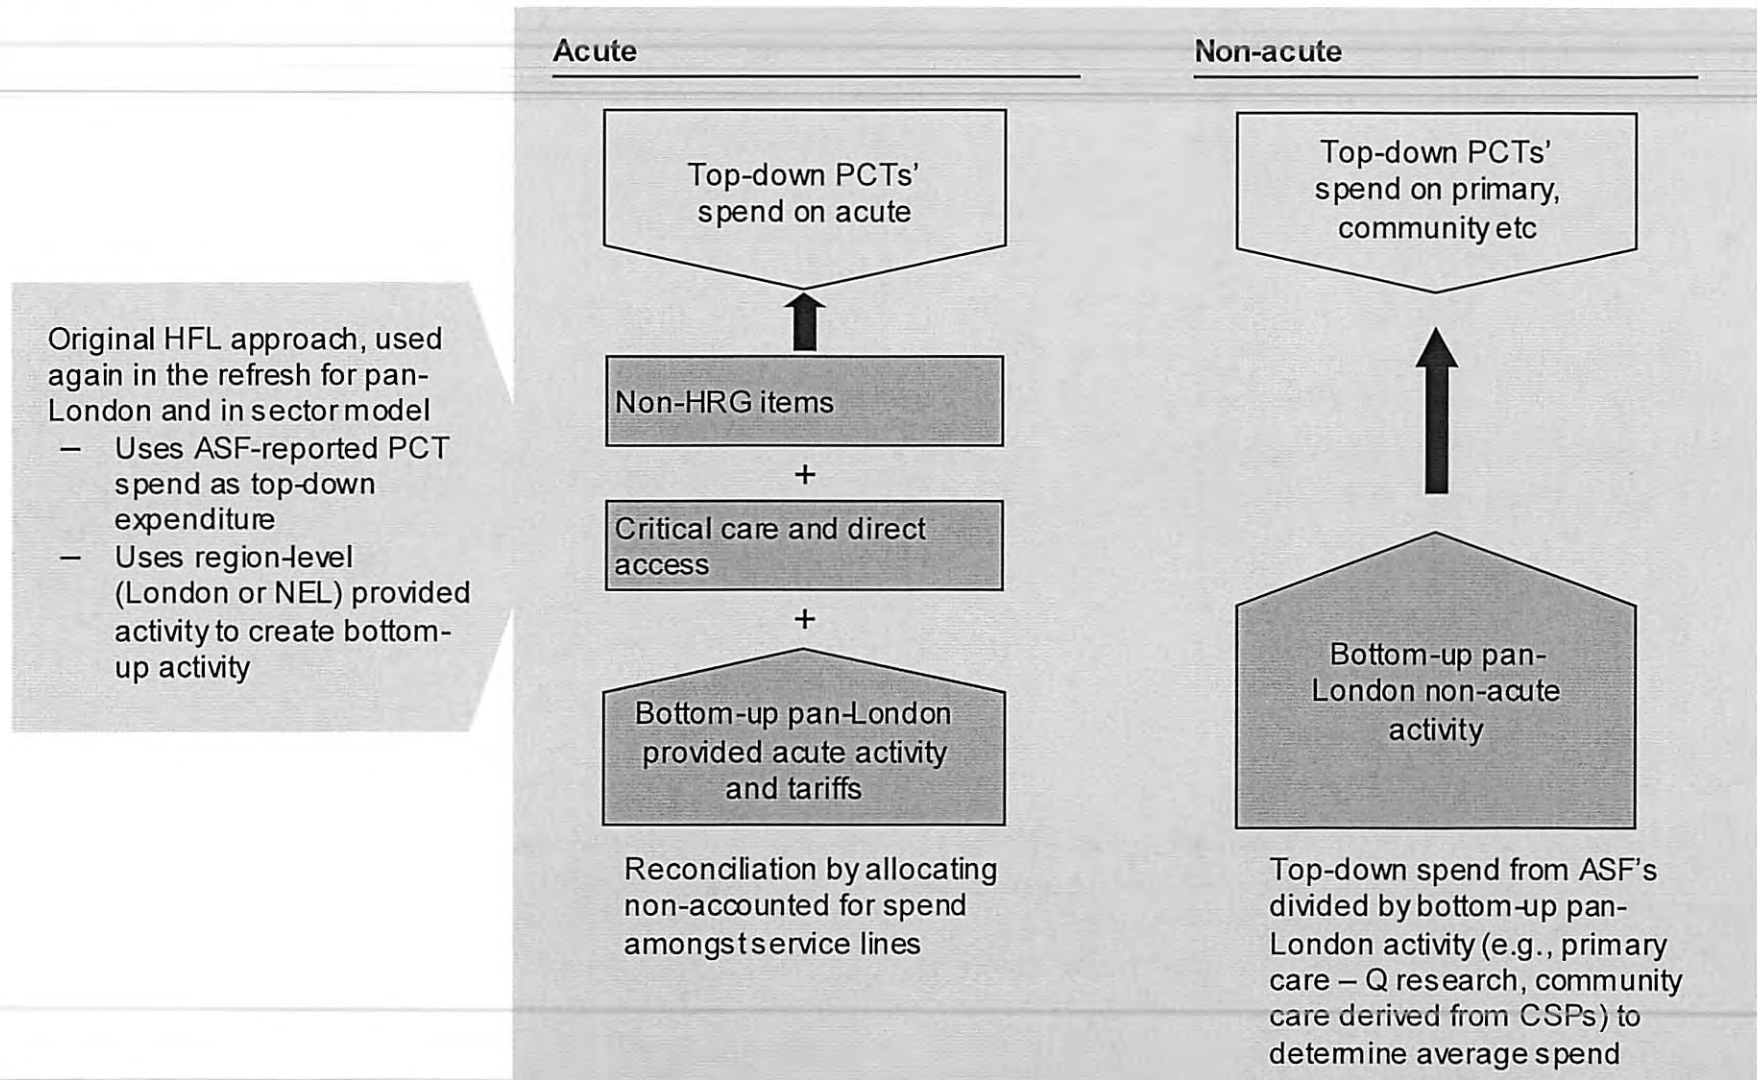 Acute
Non-acute
Top-down PCTs'
spend on acute
Top-down PCTs'
spend on primary,
community etc
Original HFL approach, used
again in the refresh for pan-
London and in sector model
– Uses ASF-reported PCT
spend as top-down
expenditure
– Uses region-level
(London or NEL) provided
activity to create bottom-
up activity
Non-HRG items
+
Critical care and direct
access
+
Bottom-up pan-London
provided acute activity
and tariffs
Bottom-up pan-
London non-acute
activity
Reconciliation by allocating
non-accounted for spend
amongst service lines
Top-down spend from ASF's
divided by bottom-up pan-
London activity (e.g., primary
care – Q research, community
care derived from CSPs) to
determine average spend